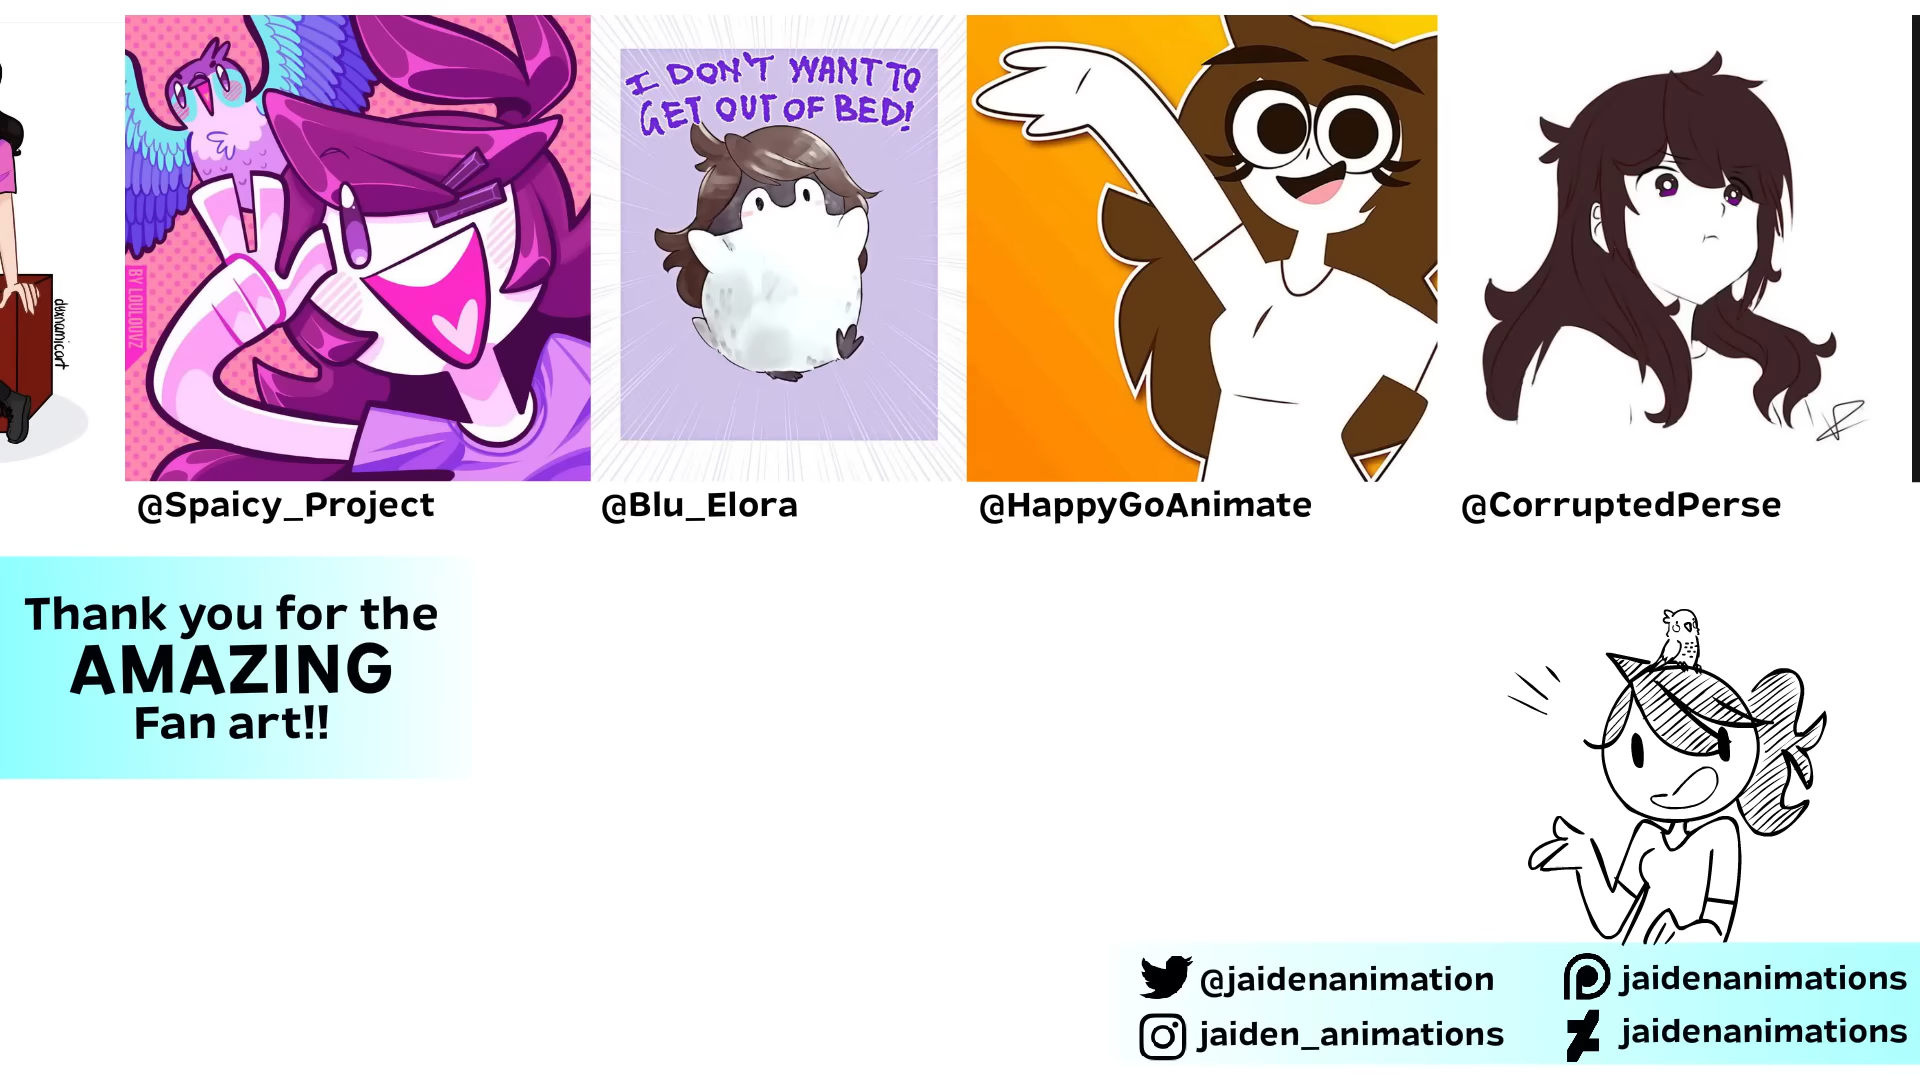 dynamicart
BY LOULOUVZ
I DON'T WANT TO
GET OUT OF BED!
@Spaicy_Project
@Blu_Elora
@HappyGoAnimate
@CorruptedPerse
Thank you for the
AMAZING
Fan art!!
@jaidenanimation
jaidenanimations
jaiden_animations
jaidenanimations